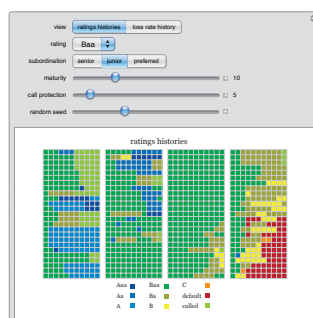 view ratings histories loss rate history
rating Baa
subordination senior junior preferred
maturity 10
call protection 5
random seed
ratings histories
Aaa Baa C
Aa Ba default
A B called